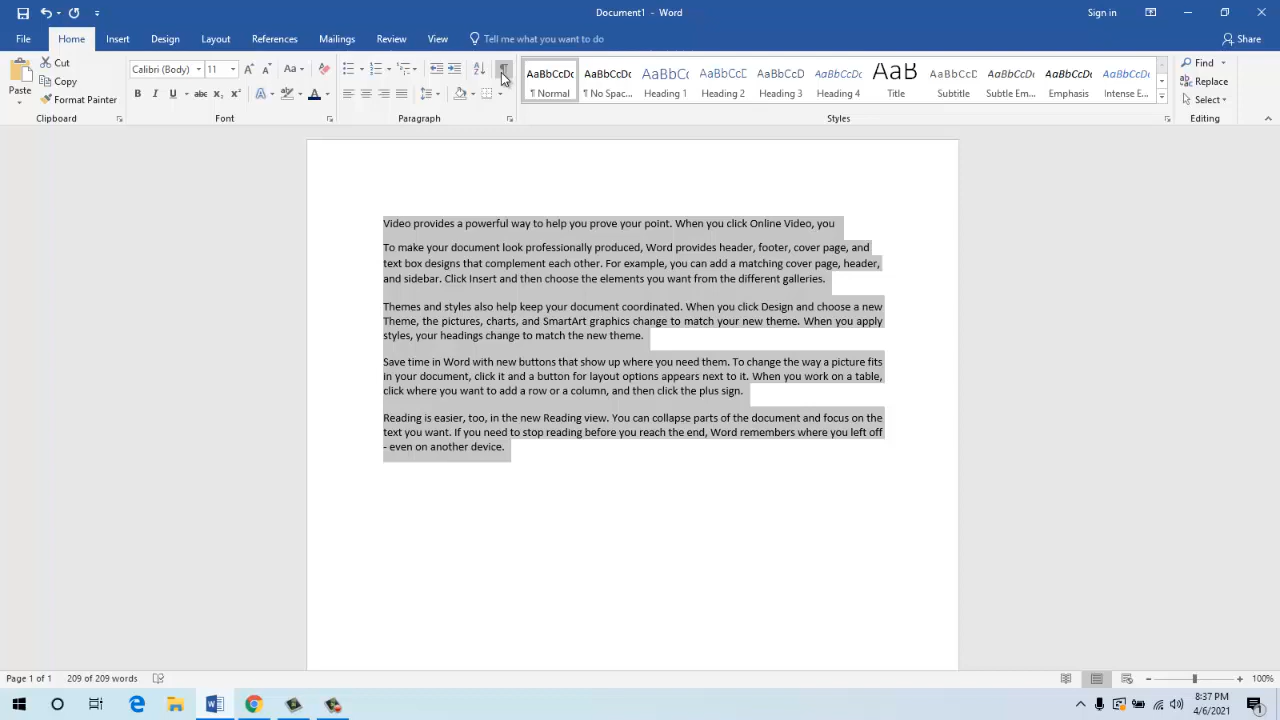 Document1 - Word
Sign in
File Home Insert Design Layout References Mailings Review View Tell me what you want to do Share
Paste
Cut
Copy
Format Painter
Clipboard
Calibri (Body) 11
Font
Paragraph
AaBbCcDc AaBbCcDc AaBbCc AaBbCcD AaBbCcD AaBbCcD AaB AaBbCcD AaBbCcDc AaBbCcDc AaBbCcDc
¶ Normal ¶ No Spac... Heading 1 Heading 2 Heading 3 Heading 4 Title Subtitle Subtle Em... Emphasis Intense E...
Styles
Find
Replace
Select
Editing
Video provides a powerful way to help you prove your point. When you click Online Video, you
To make your document look professionally produced, Word provides header, footer, cover page, and
text box designs that complement each other. For example, you can add a matching cover page, header,
and sidebar. Click Insert and then choose the elements you want from the different galleries.
Themes and styles also help keep your document coordinated. When you click Design and choose a new
Theme, the pictures, charts, and SmartArt graphics change to match your new theme. When you apply
styles, your headings change to match the new theme.
Save time in Word with new buttons that show up where you need them. To change the way a picture fits
in your document, click it and a button for layout options appears next to it. When you work on a table,
click where you want to add a row or a column, and then click the plus sign.
Reading is easier, too, in the new Reading view. You can collapse parts of the document and focus on the
text you want. If you need to stop reading before you reach the end, Word remembers where you left off
- even on another device.
Page 1 of 1 209 of 209 words 100%
8:37 PM
4/6/2021